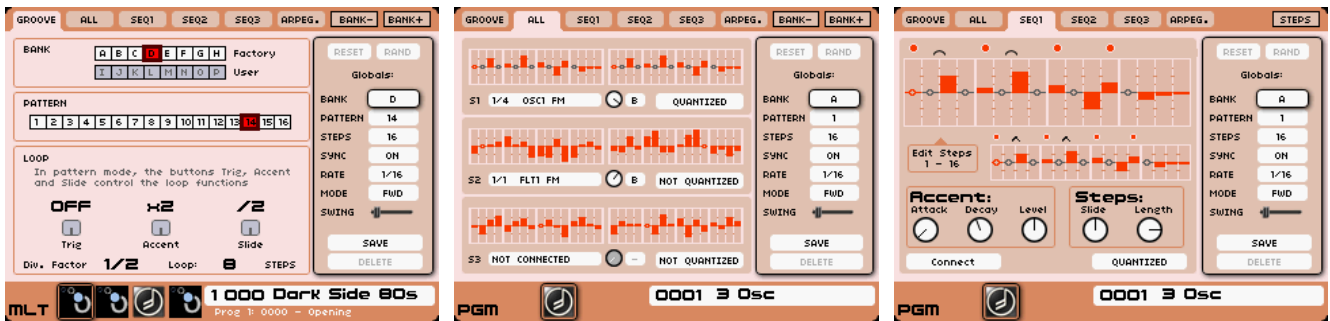 GROOVE ALL SEQ1 SEQ2 SEQ3 ARPEG. BANK- BANK+
BANK
A B C D E F G H Factory
I J K L M N O P User
PATTERN
1 2 3 4 5 6 7 8 9 10 11 12 13 14 15 16
LOOP
In pattern mode, the buttons Trig, Accent
and Slide control the loop functions
OFF x2 /2
Trig Accent Slide
Div. Factor 1/2 Loop: 8 STEPS
RESET RAND
Globals:
BANK D
PATTERN 14
STEPS 16
SYNC ON
RATE 1/16
MODE FWD
SWING
SAVE
DELETE
MLT 1 000 Dark Side 80s
Prog 1: 0000 - Opening
GROOVE ALL SEQ1 SEQ2 SEQ3 ARPEG. BANK- BANK+
S1 1/4 OSC1 FM B QUANTIZED
S2 1/1 FLT1 FM B NOT QUANTIZED
S3 NOT CONNECTED - NOT QUANTIZED
RESET RAND
Globals:
BANK A
PATTERN 1
STEPS 16
SYNC ON
RATE 1/16
MODE FWD
SWING
SAVE
DELETE
PGM 0001 3 Osc
GROOVE ALL SEQ1 SEQ2 SEQ3 ARPEG. STEPS
Edit Steps
1 - 16
Accent:
Attack Decay Level
Steps:
Slide Length
Connect QUANTIZED
RESET RAND
Globals:
BANK A
PATTERN 1
STEPS 16
SYNC ON
RATE 1/16
MODE FWD
SWING
SAVE
DELETE
PGM 0001 3 Osc